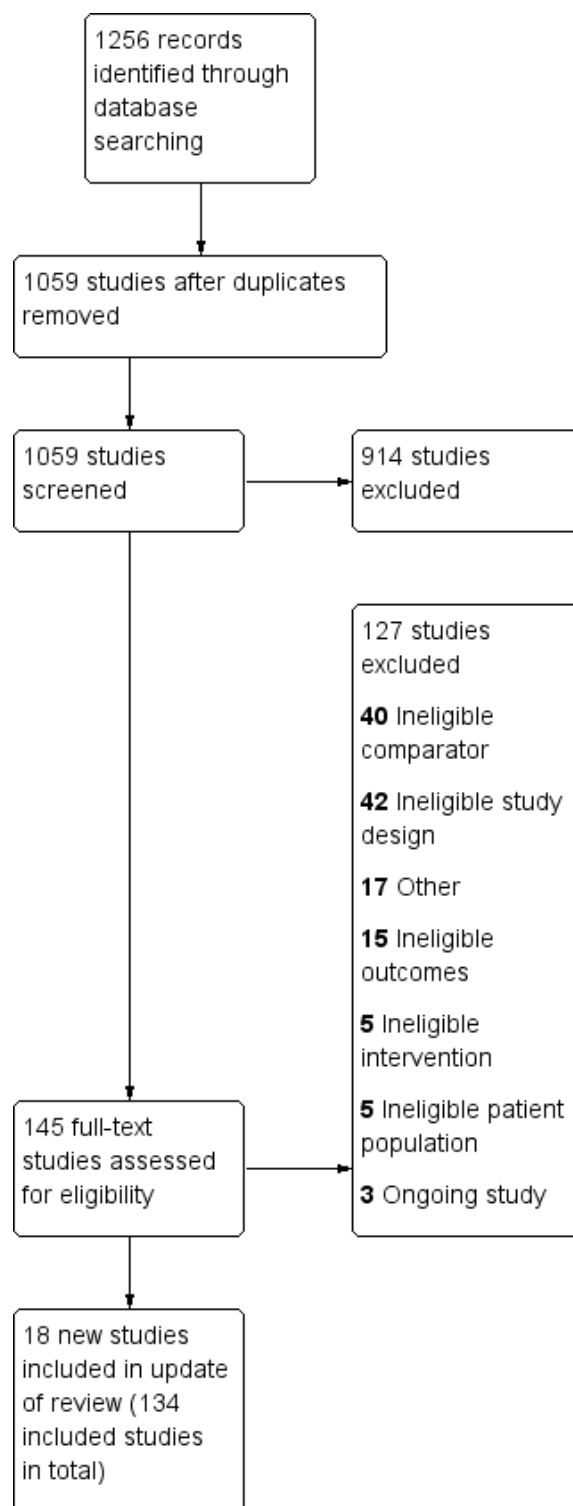 1256 records
identified through
database
searching
1059 studies after duplicates
removed
1059 studies
screened
914 studies
excluded
127 studies
excluded
40 Ineligible
comparator
42 Ineligible study
design
17 Other
15 Ineligible
outcomes
5 Ineligible
intervention
5 Ineligible patient
population
3 Ongoing study
145 full-text
studies assessed
for eligibility
18 new studies
included in update
of review (134
included studies
in total)